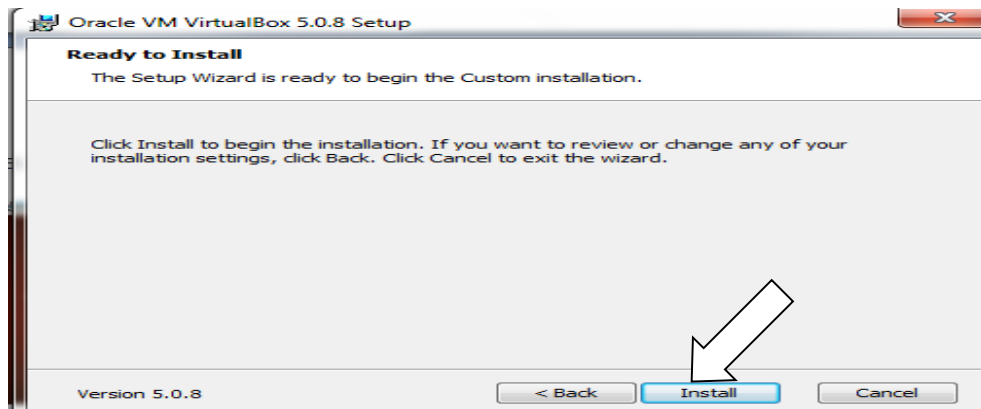 Oracle VM VirtualBox 5.0.8 Setup
Ready to Install
The Setup Wizard is ready to begin the Custom installation.
Click Install to begin the installation. If you want to review or change any of your
installation settings, click Back. Click Cancel to exit the wizard.
Version 5.0.8
< Back
Install
Cancel